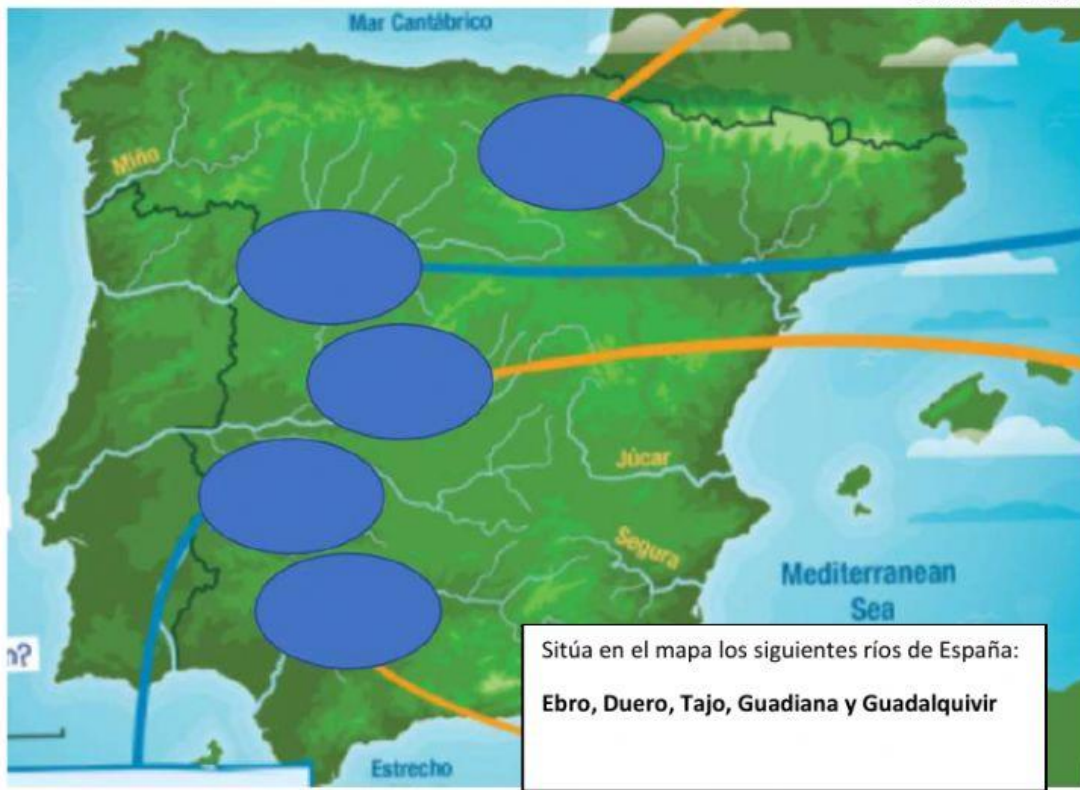 Mar Cantábrico
Miño
Júcar
Segura
Mediterranean
Sea
n?
Sitúa en el mapa los siguientes ríos de España:
Ebro, Duero, Tajo, Guadiana y Guadalquivir
Estrecho